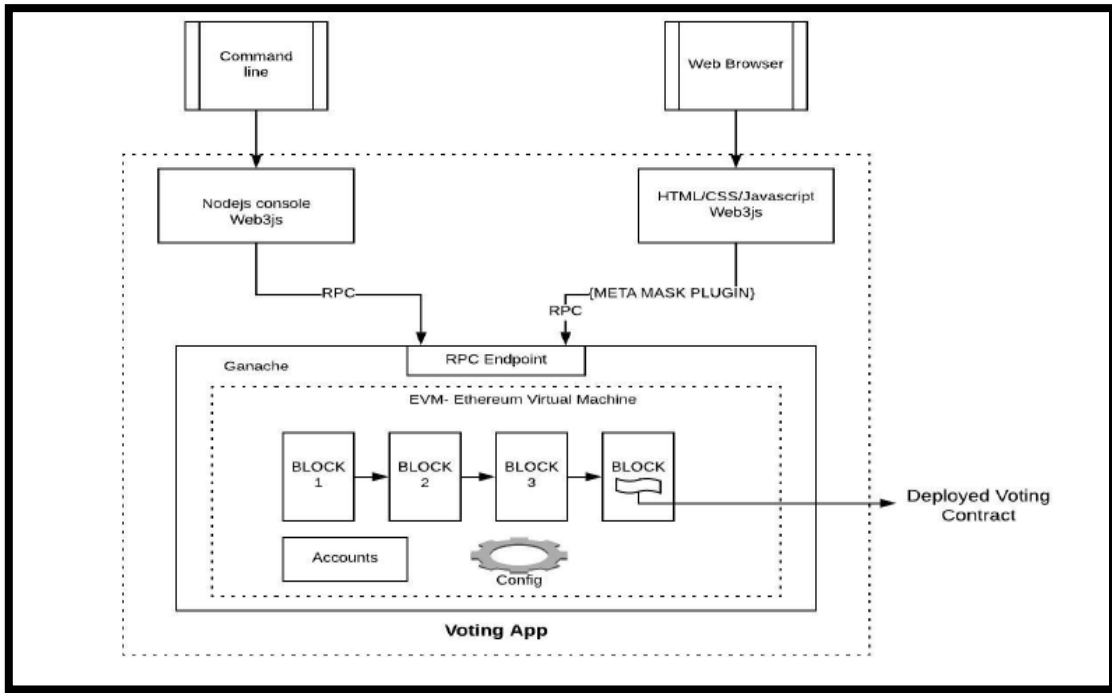 Command
line
Web Browser
Nodejs console
Web3js
HTML/CSS/Javascript
Web3js
RPC
{META MASK PLUGIN}
RPC
RPC Endpoint
Ganache
EVM- Ethereum Virtual Machine
BLOCK
1
BLOCK
2
BLOCK
3
BLOCK
Deployed Voting
Contract
Accounts
Config
Voting App